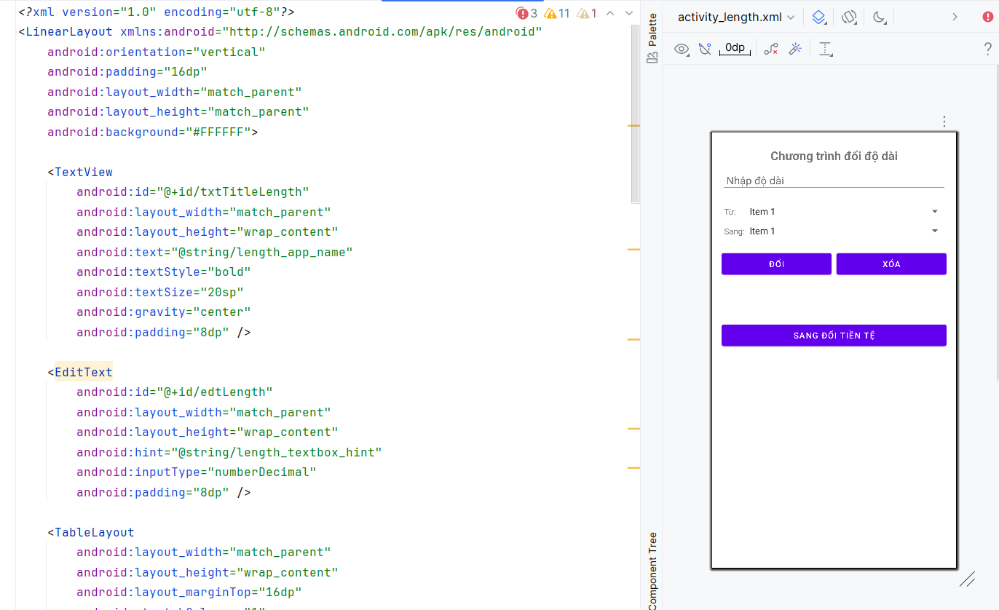 <?xml version="1.0" encoding="utf-8"?>
3 11 1
<LinearLayout xmlns:android="http://schemas.android.com/apk/res/android"
android:orientation="vertical"
android:padding="16dp"
android:layout_width="match_parent"
android:layout_height="match_parent"
android:background="#FFFFFF">
<TextView
android:id="@+id/txtTitleLength"
android:layout_width="match_parent"
android:layout_height="wrap_content"
android:text="@string/length_app_name"
android:textStyle="bold"
android:textSize="20sp"
android:gravity="center"
android:padding="8dp" />
<EditText
android:id="@+id/edtLength"
android:layout_width="match_parent"
android:layout_height="wrap_content"
android:hint="@string/length_textbox_hint"
android:inputType="numberDecimal"
android:padding="8dp" />
<TableLayout
android:layout_width="match_parent"
android:layout_height="wrap_content"
android:layout_marginTop="16dp"
Palette
Component Tree
activity_length.xml
0dp
?
Chương trình đổi độ dài
Nhập độ dài
Từ: Item 1
Sang: Item 1
ĐỔI XÓA
SANG ĐỔI TIỀN TỆ